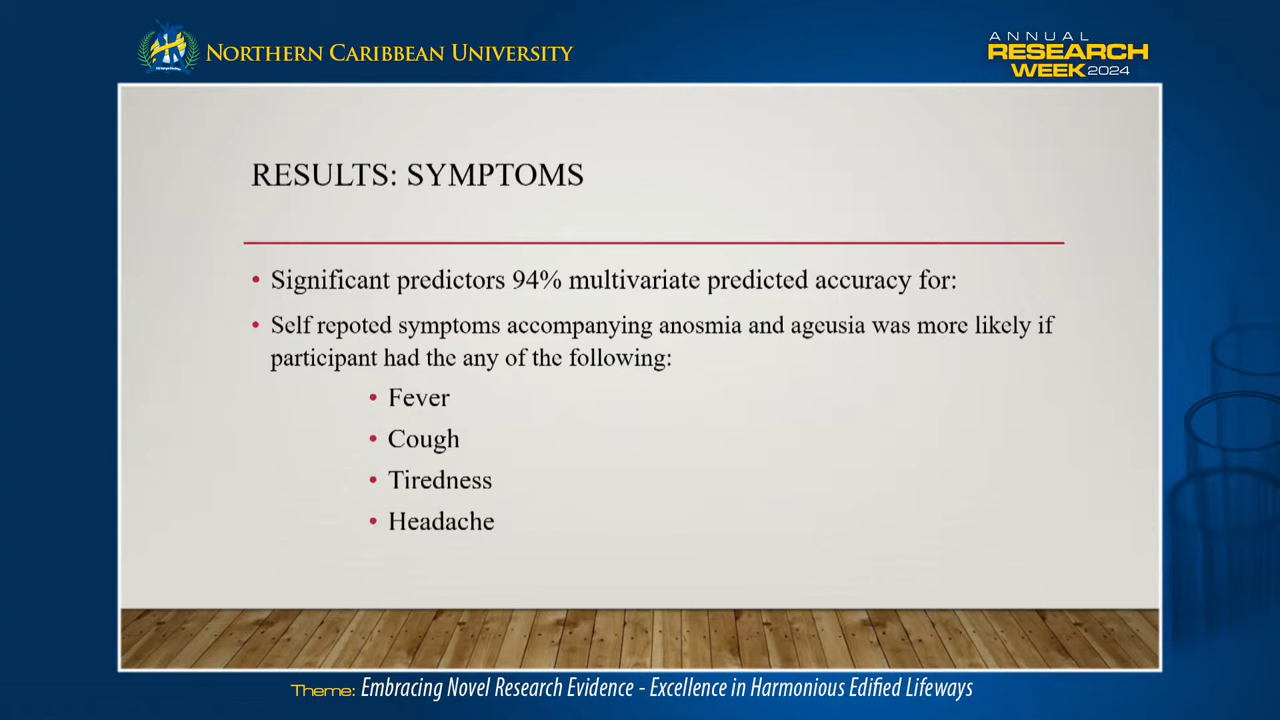 NORTHERN CARIBBEAN UNIVERSITY
ANNUAL
RESEARCH
WEEK 2024
RESULTS: SYMPTOMS
• Significant predictors 94% multivariate predicted accuracy for:
• Self repoted symptoms accompanying anosmia and ageusia was more likely if
participant had the any of the following:
• Fever
• Cough
• Tiredness
• Headache
Theme: Embracing Novel Research Evidence - Excellence in Harmonious Edified Lifeways